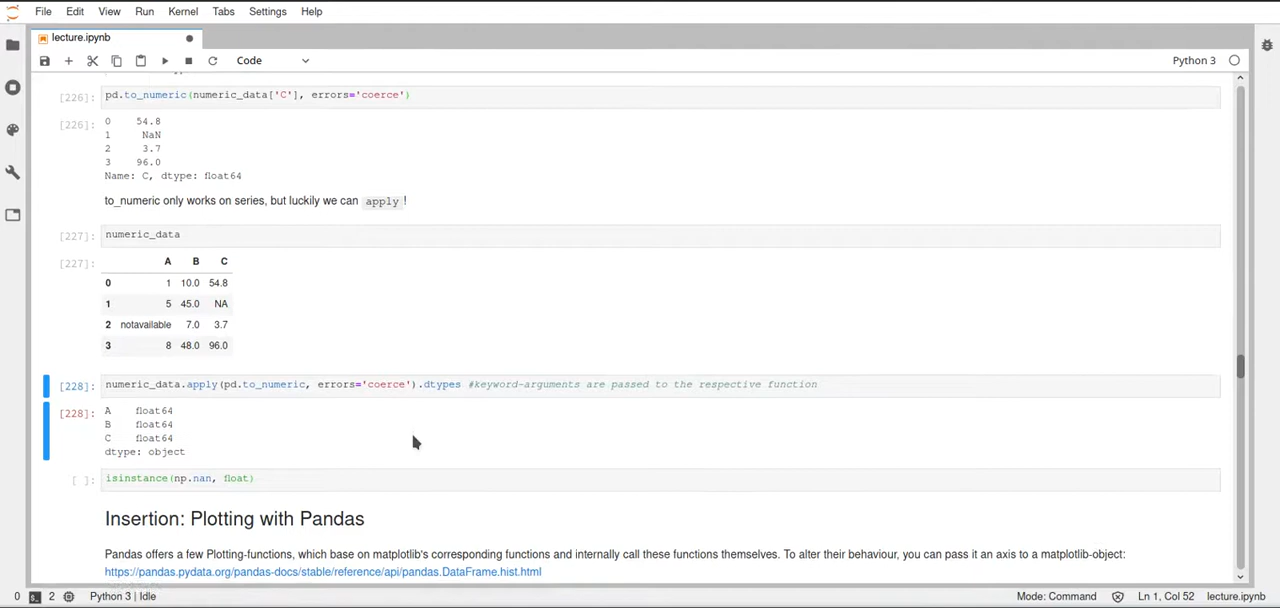 File Edit View Run Kernel Tabs Settings Help
lecture.ipynb
Code
Python 3
[226]: pd.to_numeric(numeric_data['C'], errors='coerce')
[226]: 0 54.8
1 NaN
2 3.7
3 96.0
Name: C, dtype: float64
to_numeric only works on series, but luckily we can apply !
[227]: numeric_data
[227]: A B C
0 1 10.0 54.8
1 5 45.0 NA
2 notavailable 7.0 3.7
3 8 48.0 96.0
[228]: numeric_data.apply(pd.to_numeric, errors='coerce').dtypes #keyword-arguments are passed to the respective function
[228]: A float64
B float64
C float64
dtype: object
[ ]: isinstance(np.nan, float)
Insertion: Plotting with Pandas
Pandas offers a few Plotting-functions, which base on matplotlib's corresponding functions and internally call these functions themselves. To alter their behaviour, you can pass it an axis to a matplotlib-object:
https://pandas.pydata.org/pandas-docs/stable/reference/api/pandas.DataFrame.hist.html
0 2 Python 3 | Idle Mode: Command Ln 1, Col 52 lecture.ipynb